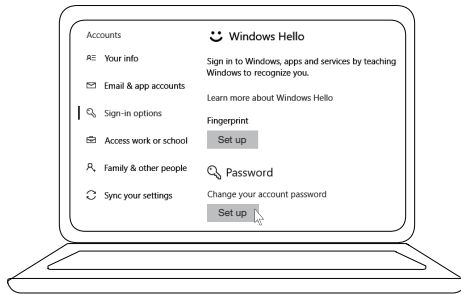 Accounts
Your info
Email & app accounts
Sign-in options
Access work or school
Family & other people
Sync your settings
Windows Hello
Sign in to Windows, apps and services by teaching
Windows to recognize you.
Learn more about Windows Hello
Fingerprint
Set up
Password
Change your account password
Set up